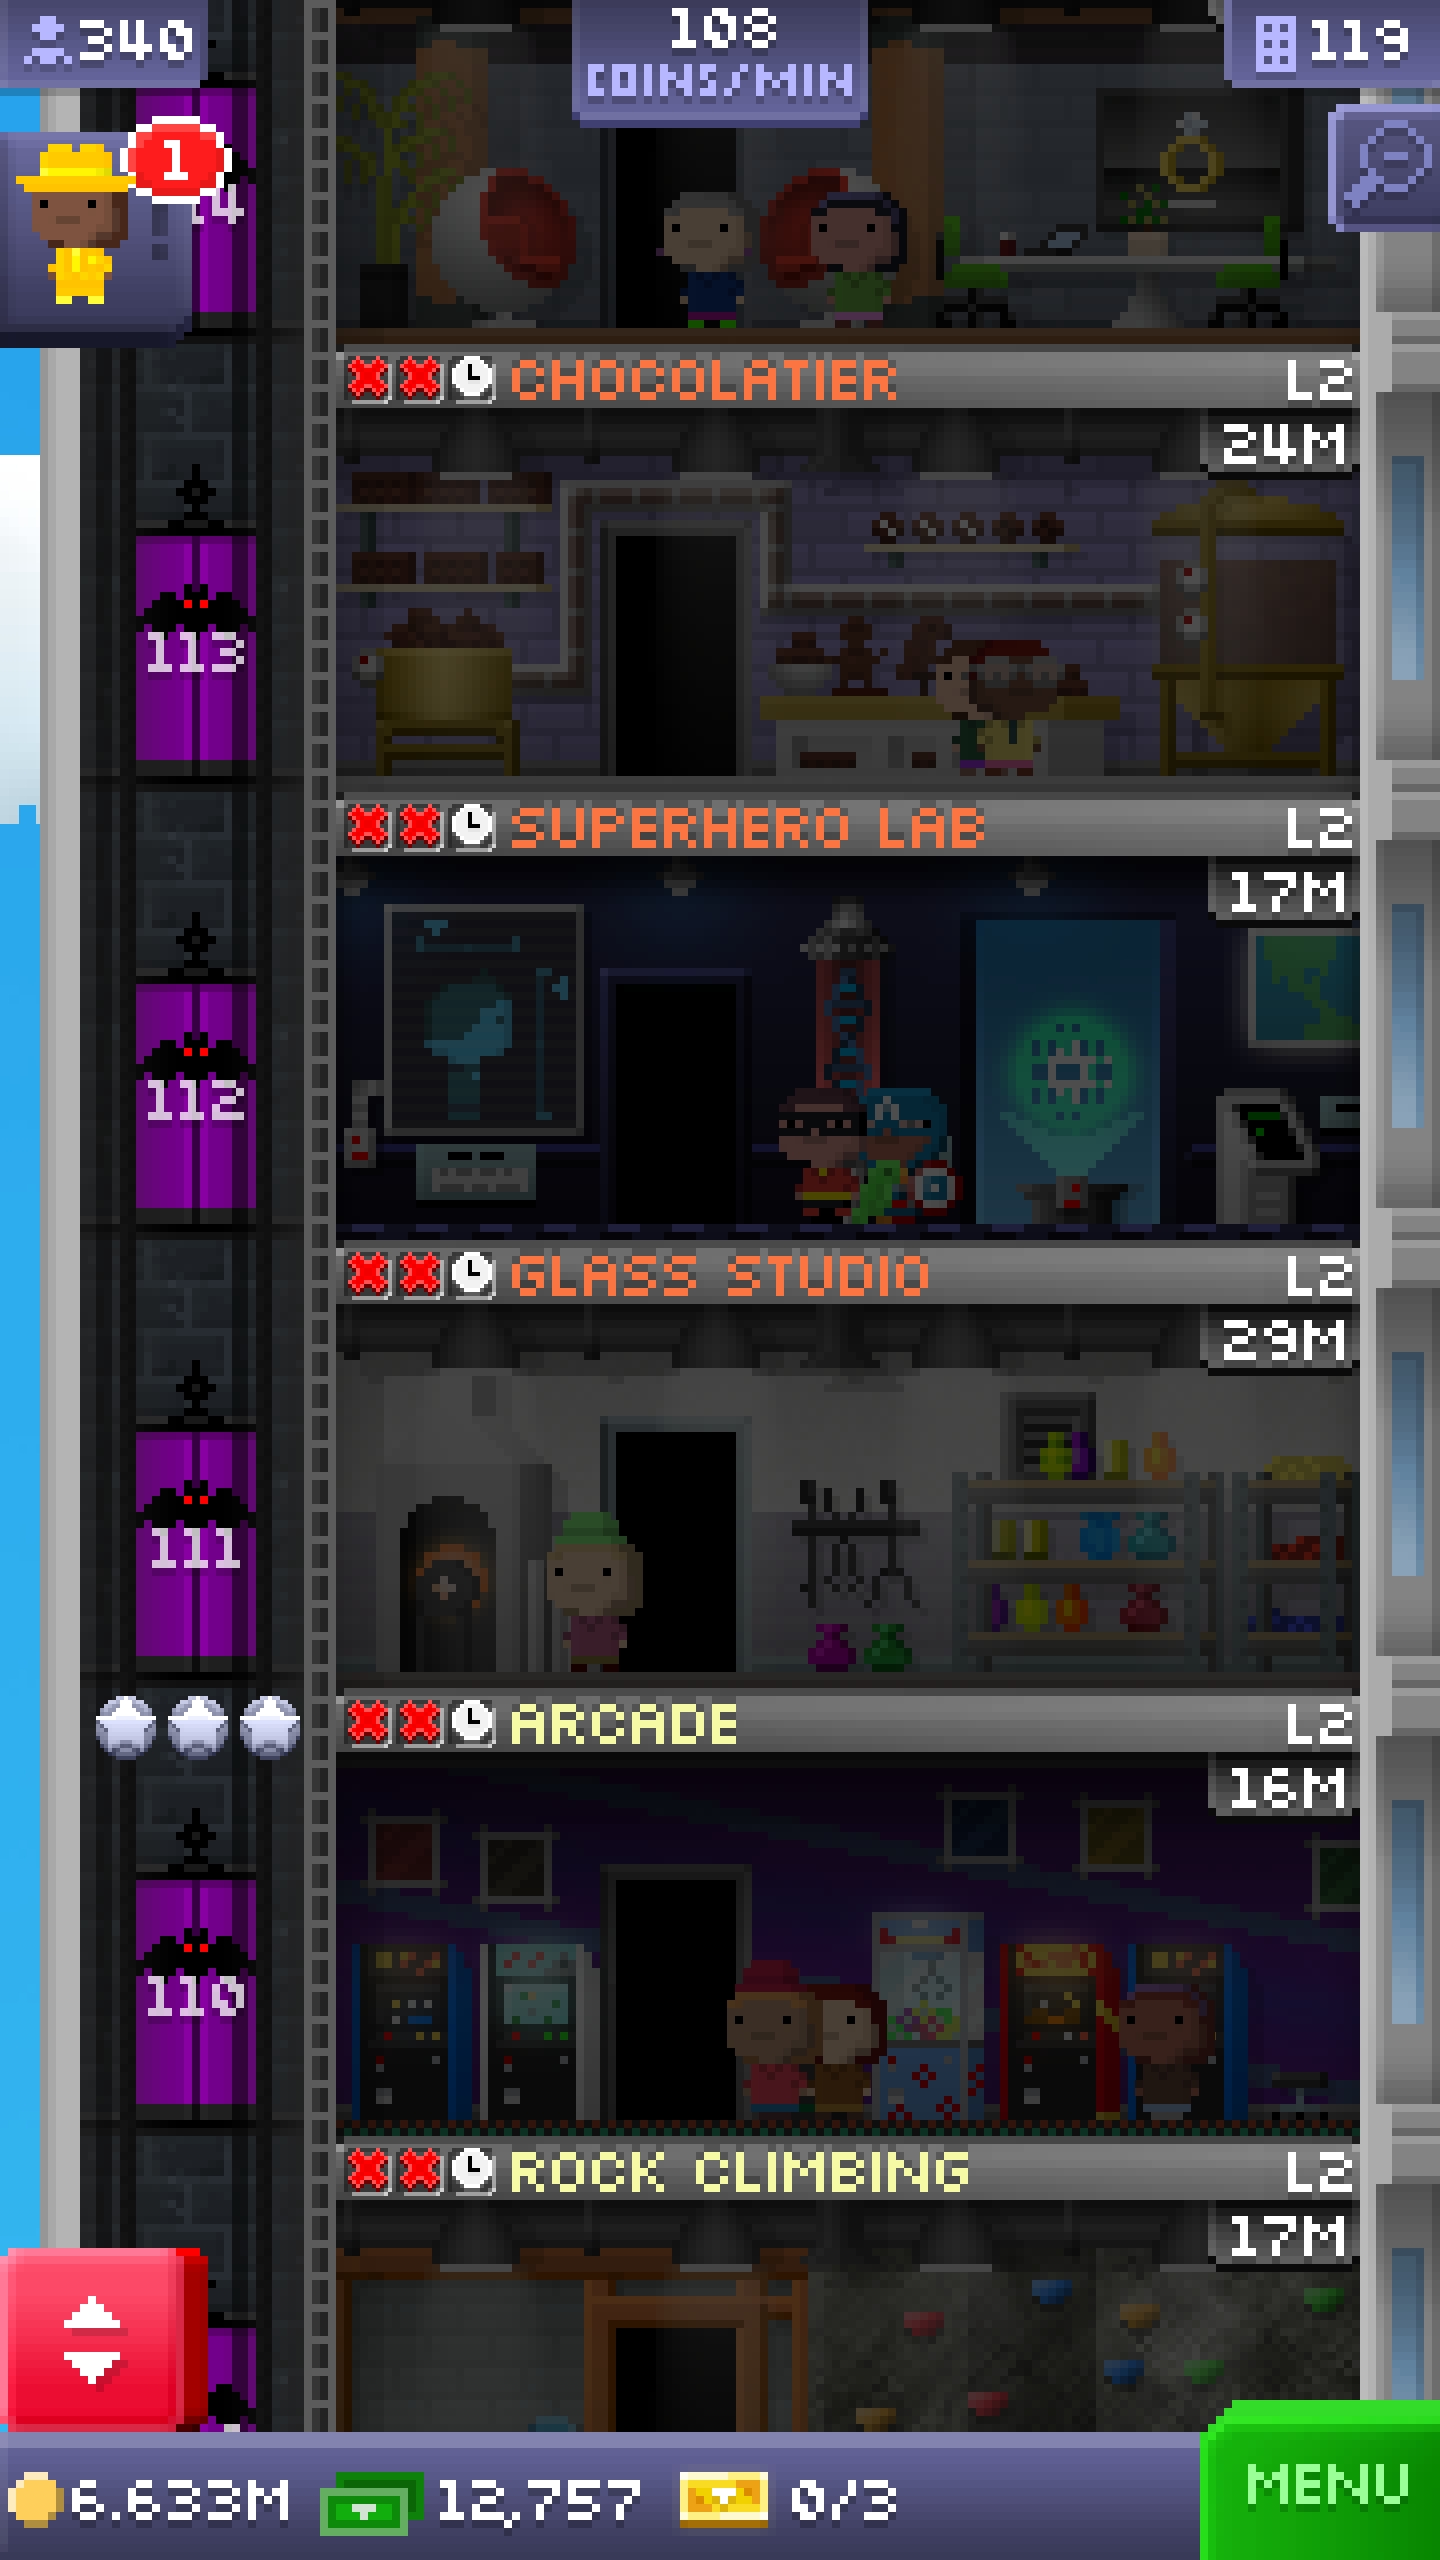 340
108
COINS/MIN
119
1
14
CHOCOLATIER L2
24M
113
SUPERHERO LAB L2
17M
112
GLASS STUDIO L2
29M
111
ARCADE L2
16M
110
ROCK CLIMBING L2
17M
6.633M 12,757 0/3
MENU